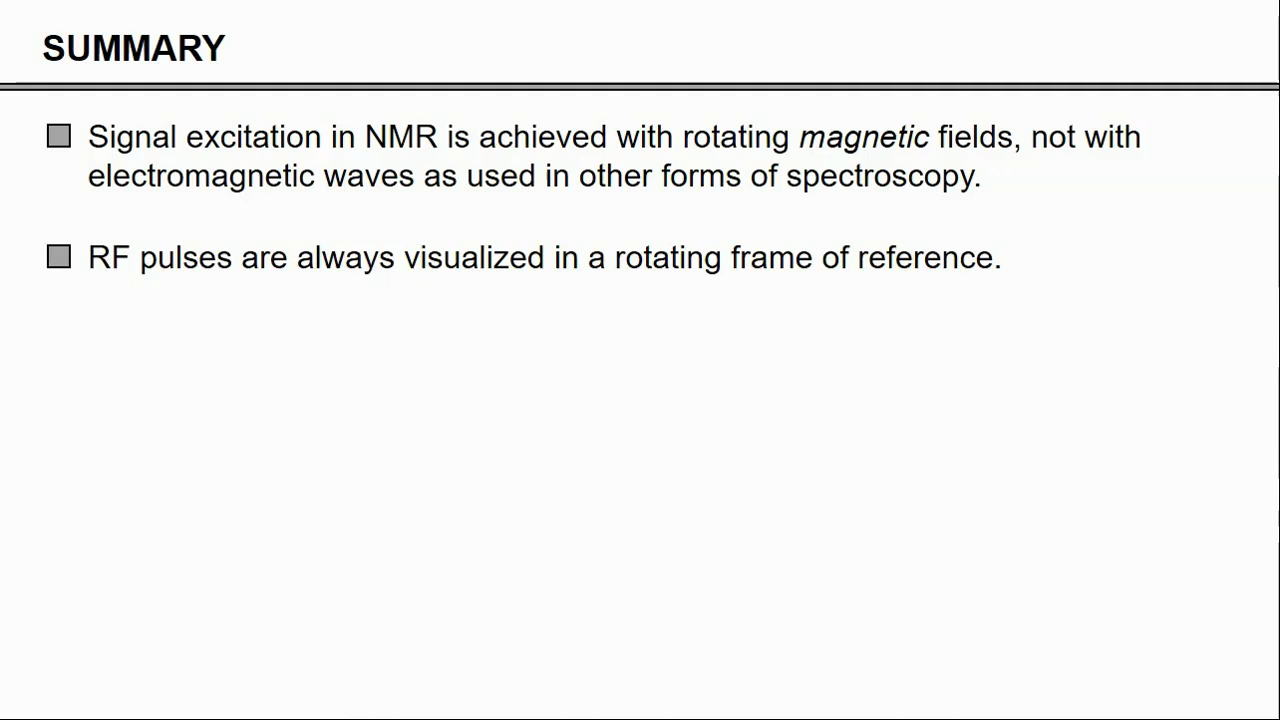 SUMMARY
Signal excitation in NMR is achieved with rotating magnetic fields, not with
electromagnetic waves as used in other forms of spectroscopy.
RF pulses are always visualized in a rotating frame of reference.